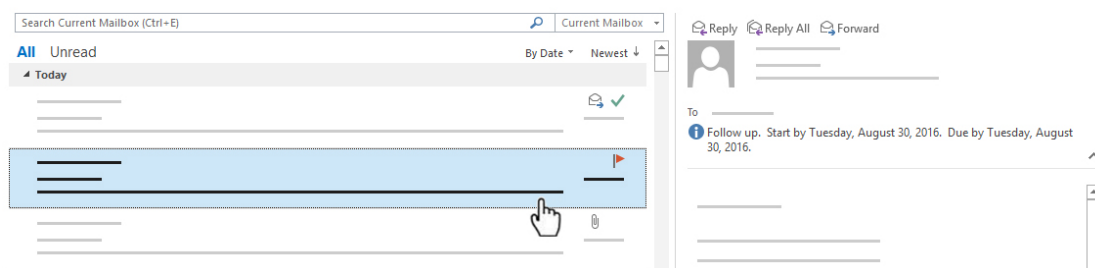 Search Current Mailbox (Ctrl+E)
Current Mailbox
All Unread
By Date Newest
Today
Reply Reply All Forward
To
Follow up. Start by Tuesday, August 30, 2016. Due by Tuesday, August
30, 2016.